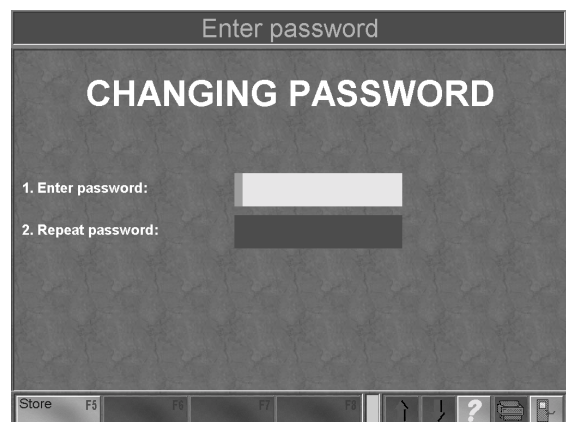 Enter password
CHANGING PASSWORD
1. Enter password:
2. Repeat password:
Store F5 F6 F7 F8 ?